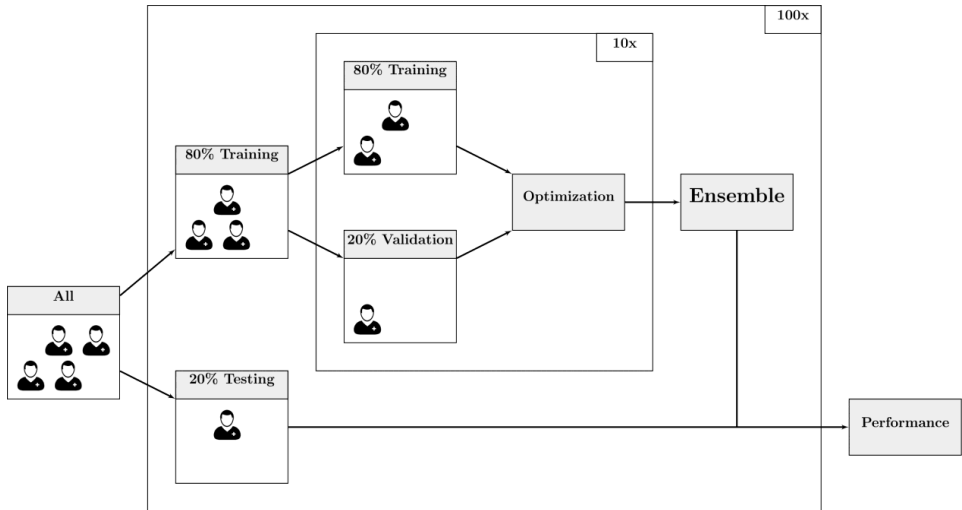 100x
10x
80% Training
80% Training
Optimization
Ensemble
20% Validation
All
20% Testing
Performance